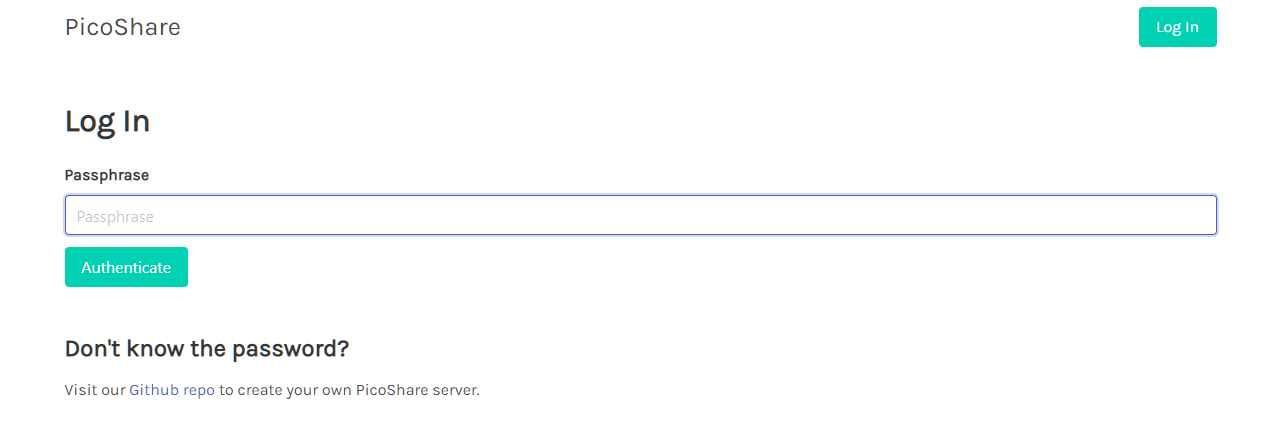 PicoShare
Log In
Log In
Passphrase
Passphrase
Authenticate
Don't know the password?
Visit our Github repo to create your own PicoShare server.